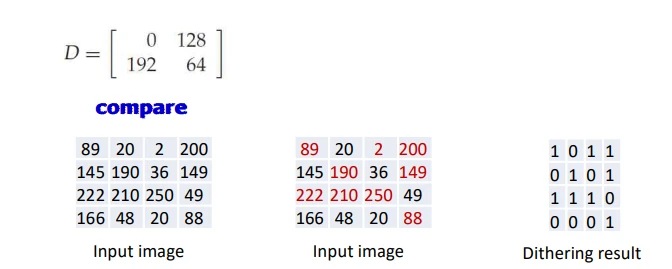 D = [ 0 128
192 64 ]
compare
89 20 2 200
145 190 36 149
222 210 250 49
166 48 20 88
Input image
89 20 2 200
145 190 36 149
222 210 250 49
166 48 20 88
Input image
1 0 1 1
0 1 0 1
1 1 1 0
0 0 0 1
Dithering result